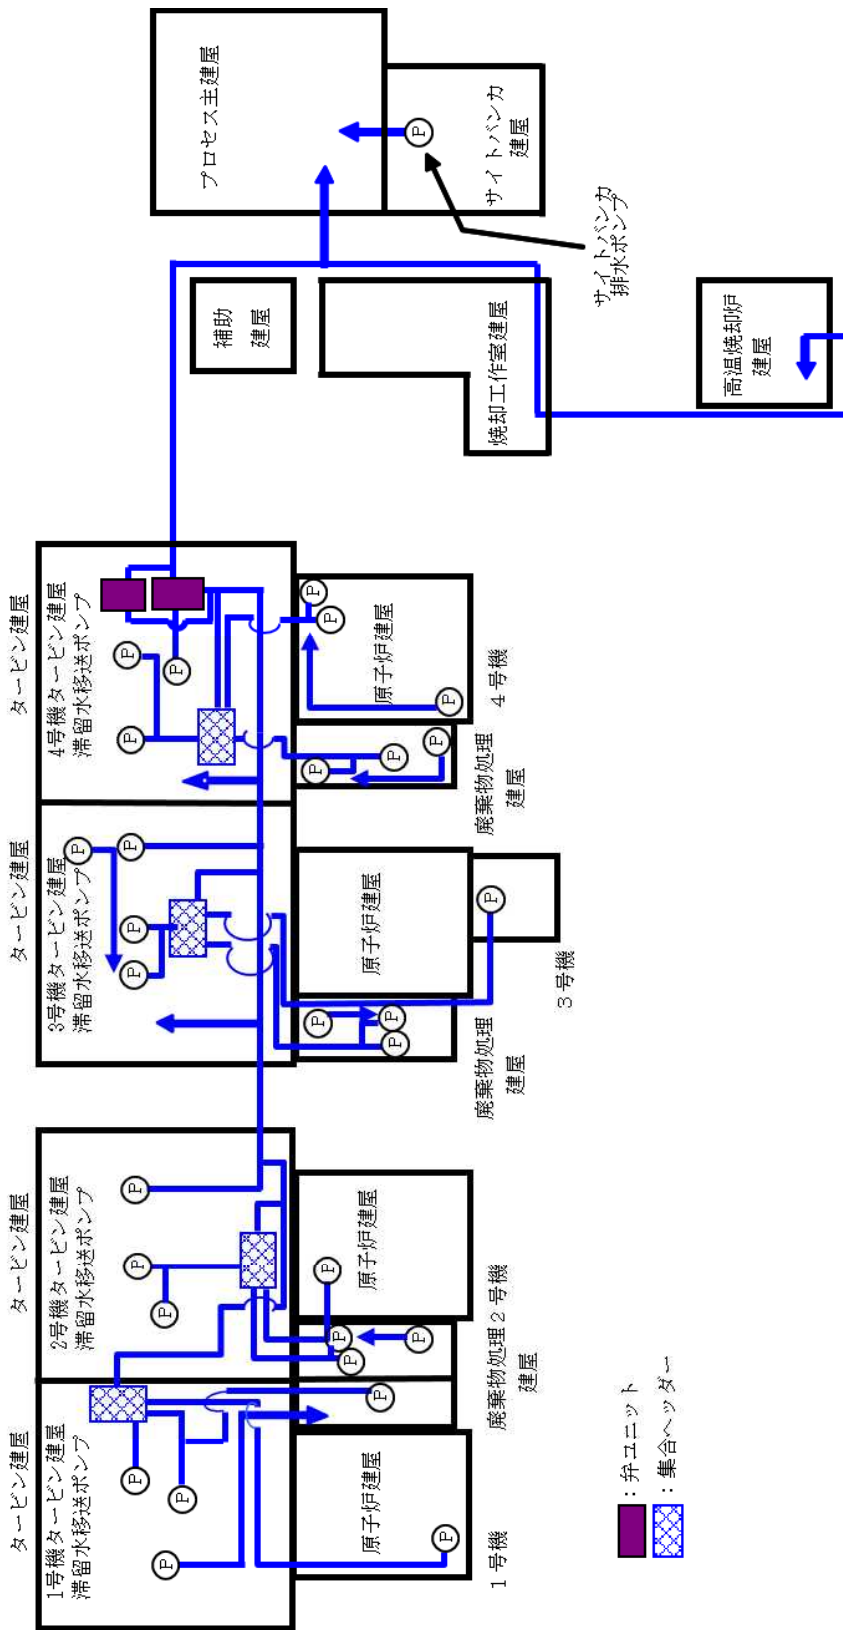 タービン建屋
1号機タービン建屋
滞留水移送ポンプ
P
P
P
P
P
原子炉建屋
1号機
タービン建屋
2号機タービン建屋
滞留水移送ポンプ
P
P
P
P
P
P
P
原子炉建屋
2号機
廃棄物処理
建屋
タービン建屋
3号機タービン建屋
滞留水移送ポンプ
P
P
P
P
P
P
P
P
原子炉建屋
3号機
廃棄物処理
建屋
タービン建屋
4号機タービン建屋
滞留水移送ポンプ
P
P
P
P
P
P
P
P
P
原子炉建屋
4号機
廃棄物処理
建屋
補助
建屋
焼却工作室建屋
プロセス主建屋
P
サイトバンカ
建屋
サイトバンカ
排水ポンプ
高温焼却炉
建屋
：弁ユニット
：集合ヘッダー